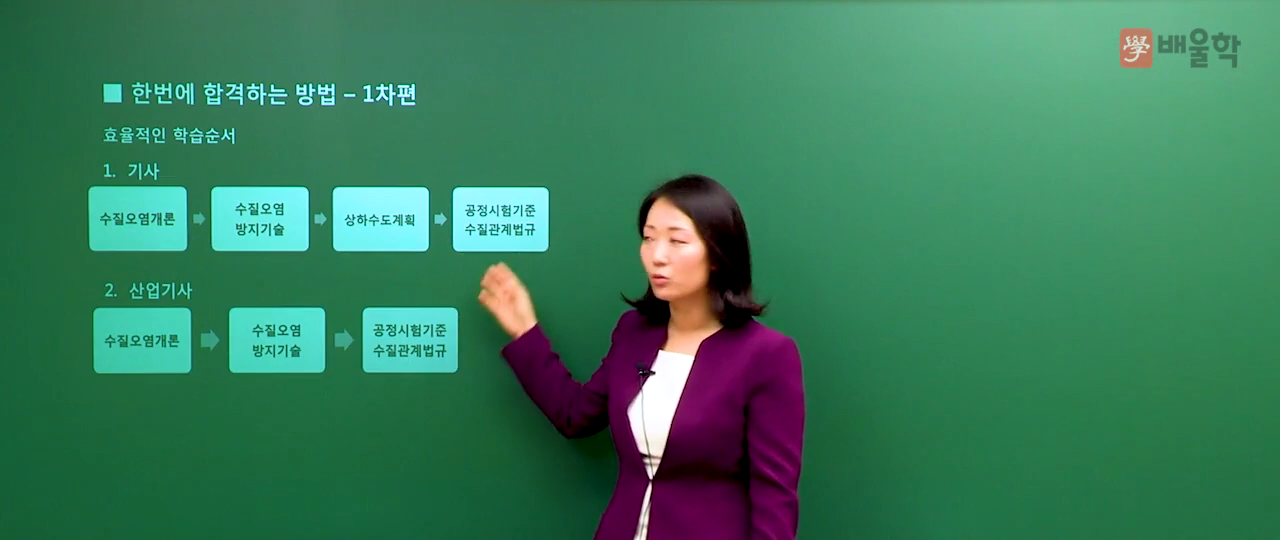 學 배울학
■ 한번에 합격하는 방법 – 1차편
효율적인 학습순서
1. 기사
수질오염개론
수질오염
방지기술
상하수도계획
공정시험기준
수질관계법규
2. 산업기사
수질오염개론
수질오염
방지기술
공정시험기준
수질관계법규